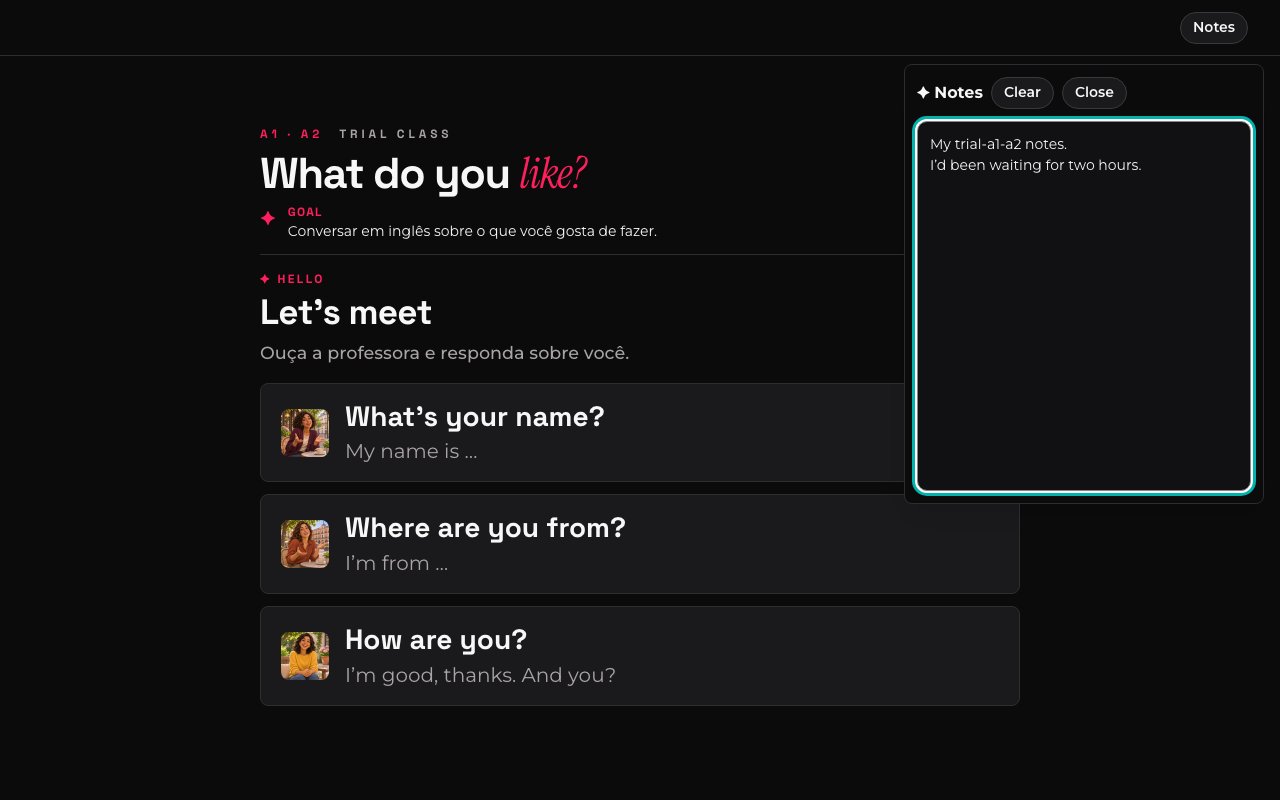 Notes
A1 · A2 TRIAL CLASS
What do you like?
GOAL
Conversar em inglês sobre o que você gosta de fazer.
HELLO
Let’s meet
Ouça a professora e responda sobre você.
What’s your name?
My name is …
Where are you from?
I’m from …
How are you?
I’m good, thanks. And you?
Notes Clear Close
My trial-a1-a2 notes.
I’d been waiting for two hours.